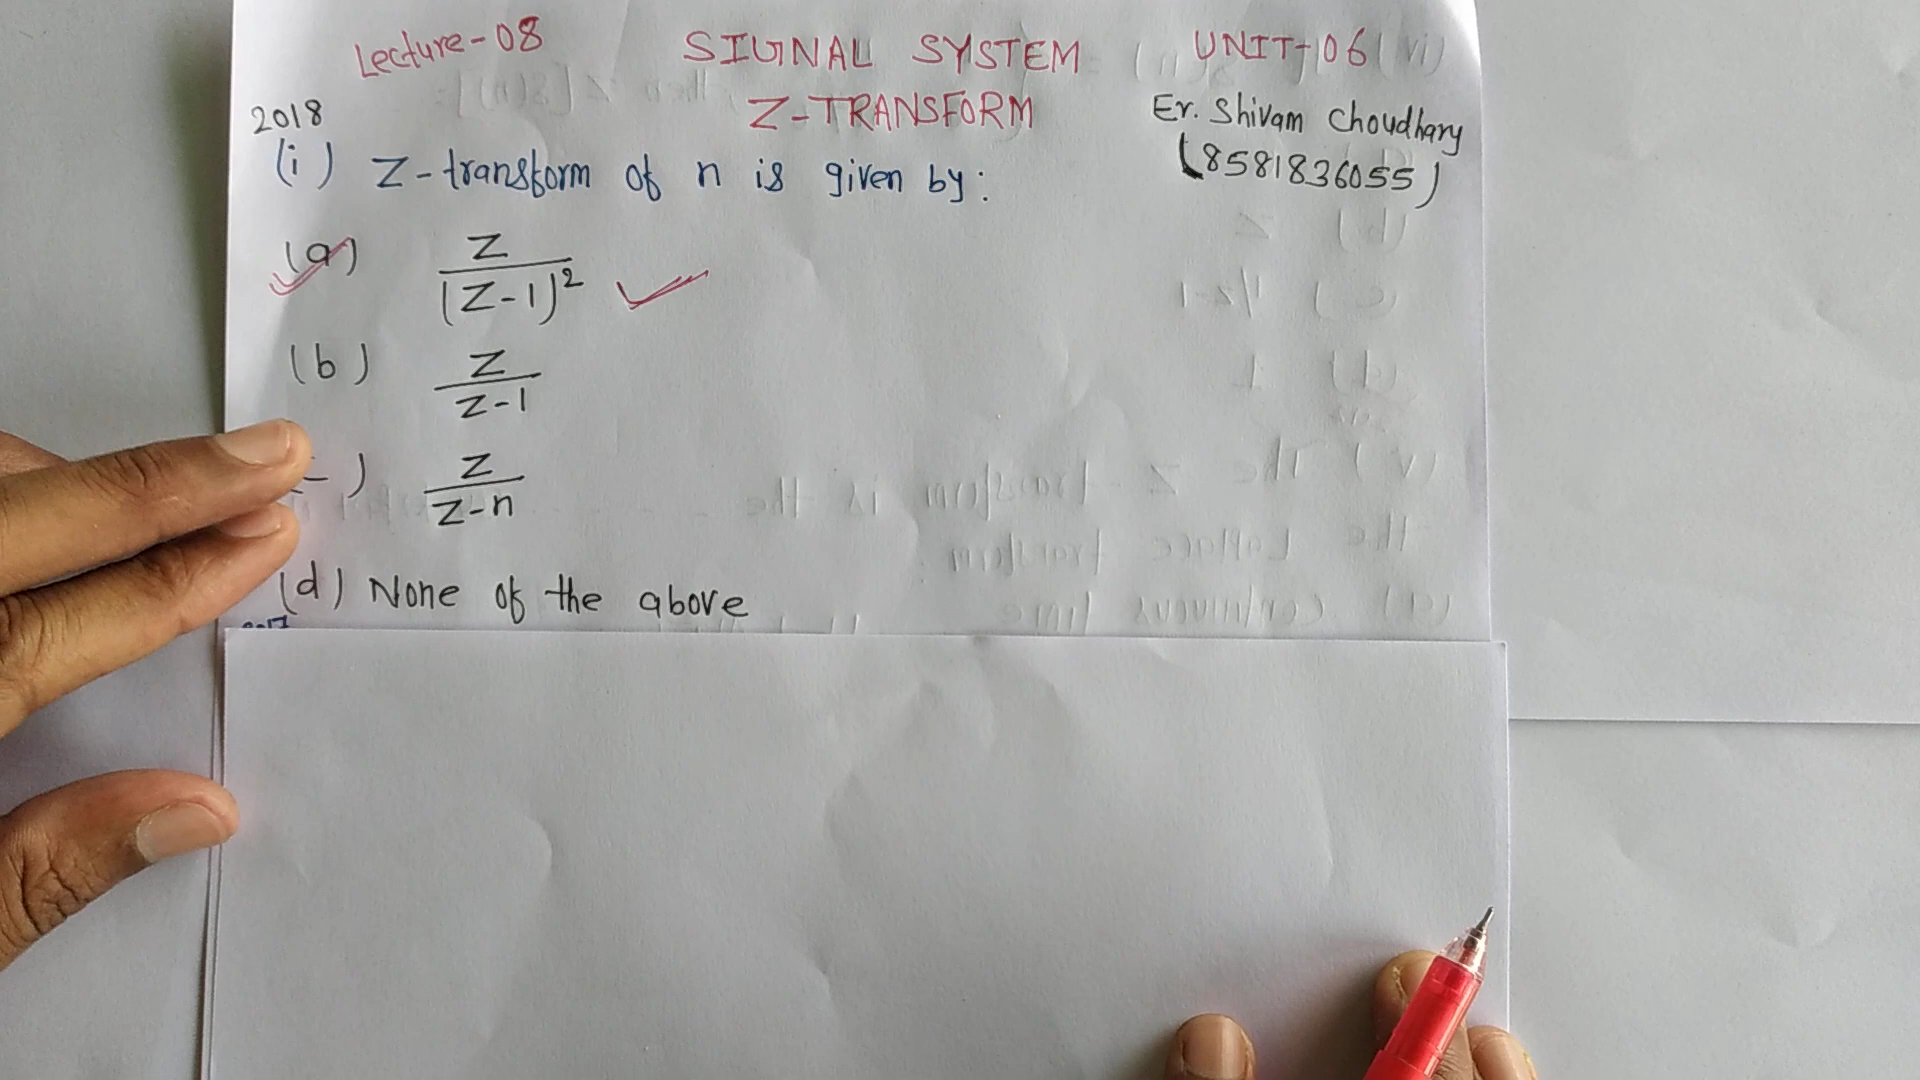 Lecture-08 SIGNAL SYSTEM UNIT-06
Z-TRANSFORM
Er. Shivam Choudhary
(8581836055)
2018
(i) Z-transform of n is given by:
(a) Z/(Z-1)²
(b) Z/Z-1
) Z/Z-n
(d) None of the above